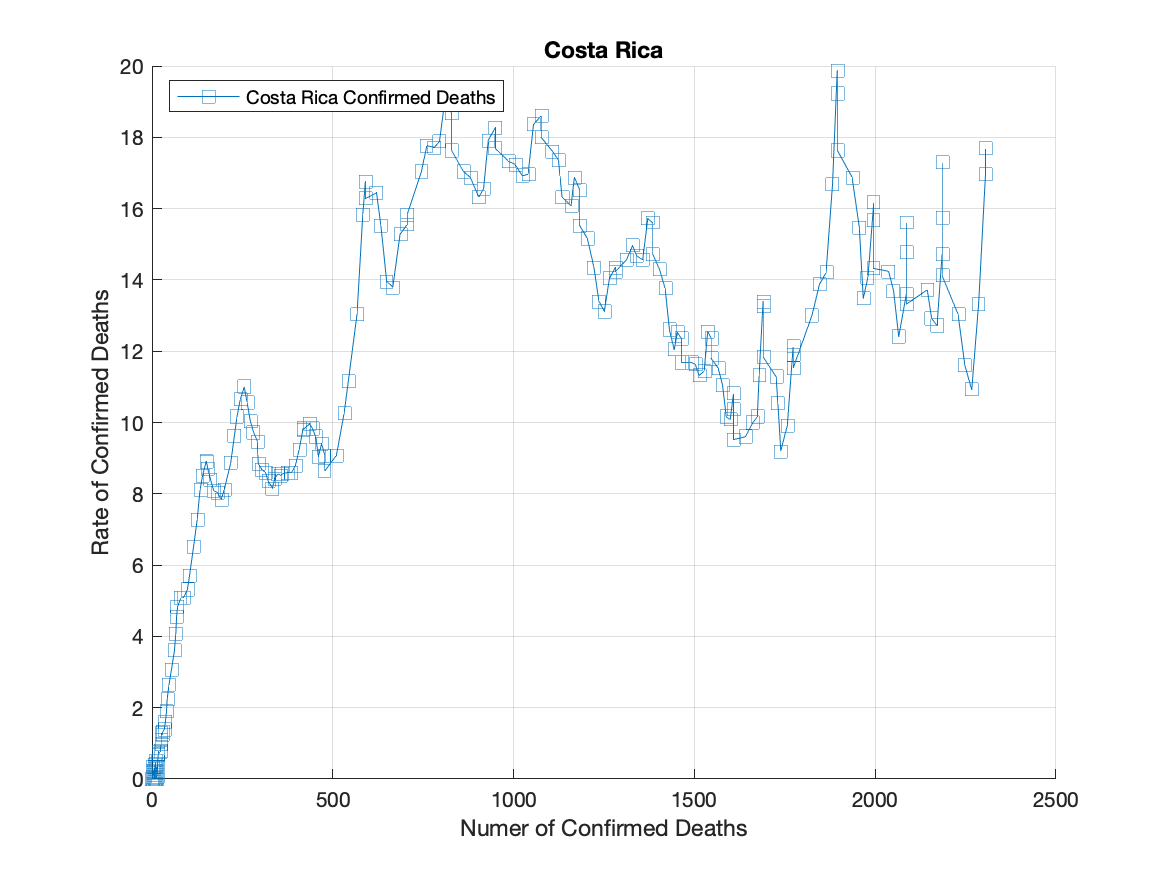 Costa Rica
Costa Rica Confirmed Deaths
Rate of Confirmed Deaths
20
18
16
14
12
10
8
6
4
2
0
0 500 1000 1500 2000 2500
Numer of Confirmed Deaths